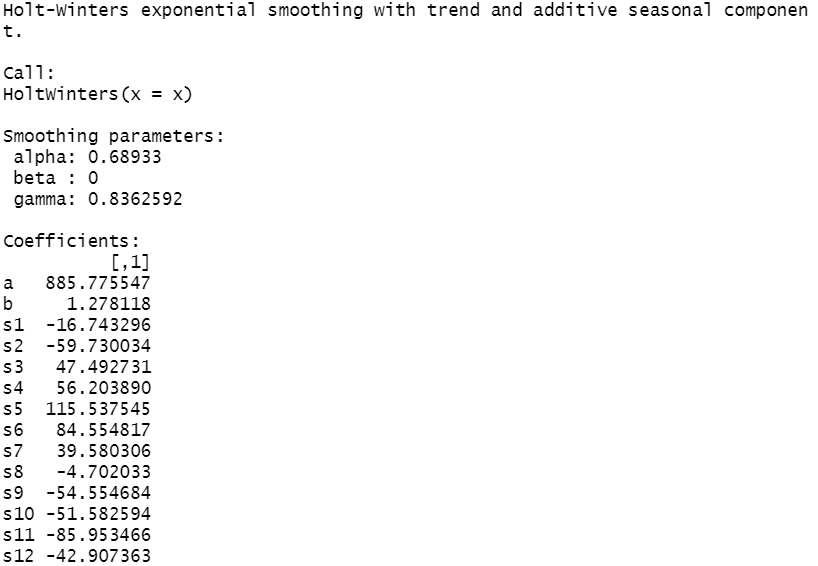 Holt-Winters exponential smoothing with trend and additive seasonal componen
t.

Call:
HoltWinters(x = x)

Smoothing parameters:
 alpha: 0.68933
 beta : 0
 gamma: 0.8362592

Coefficients:
          [,1]
a   885.775547
b     1.278118
s1  -16.743296
s2  -59.730034
s3   47.492731
s4   56.203890
s5  115.537545
s6   84.554817
s7   39.580306
s8   -4.702033
s9  -54.554684
s10 -51.582594
s11 -85.953466
s12 -42.907363